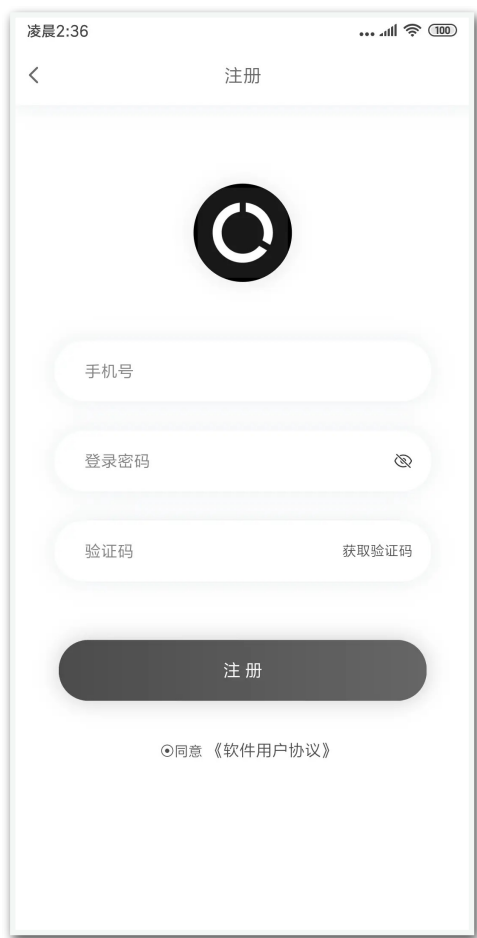 凌晨2:36
100
注册
手机号
登录密码
验证码 获取验证码
注册
同意 《软件用户协议》